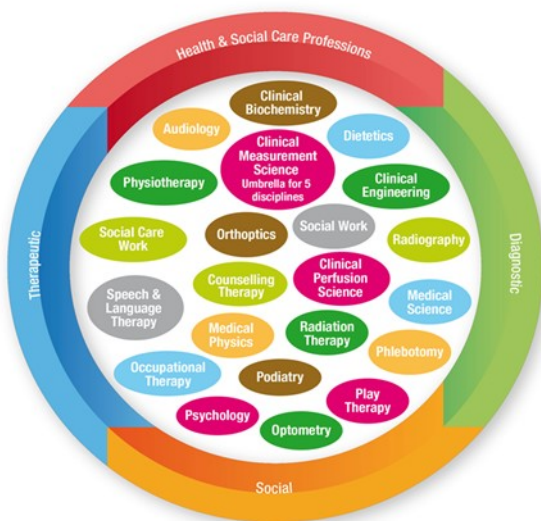 Health & Social Care Professions
Clinical
Biochemistry
Audiology
Dietetics
Clinical
Measurement
Science
Umbrella for 5
disciplines
Physiotherapy
Clinical
Engineering
Social Care
Work
Orthoptics
Social Work
Radiography
Therapeutic
Diagnostic
Counselling
Therapy
Clinical
Perfusion
Science
Speech &
Language
Therapy
Medical
Science
Medical
Physics
Radiation
Therapy
Phlebotomy
Occupational
Therapy
Podiatry
Play
Therapy
Psychology
Optometry
Social